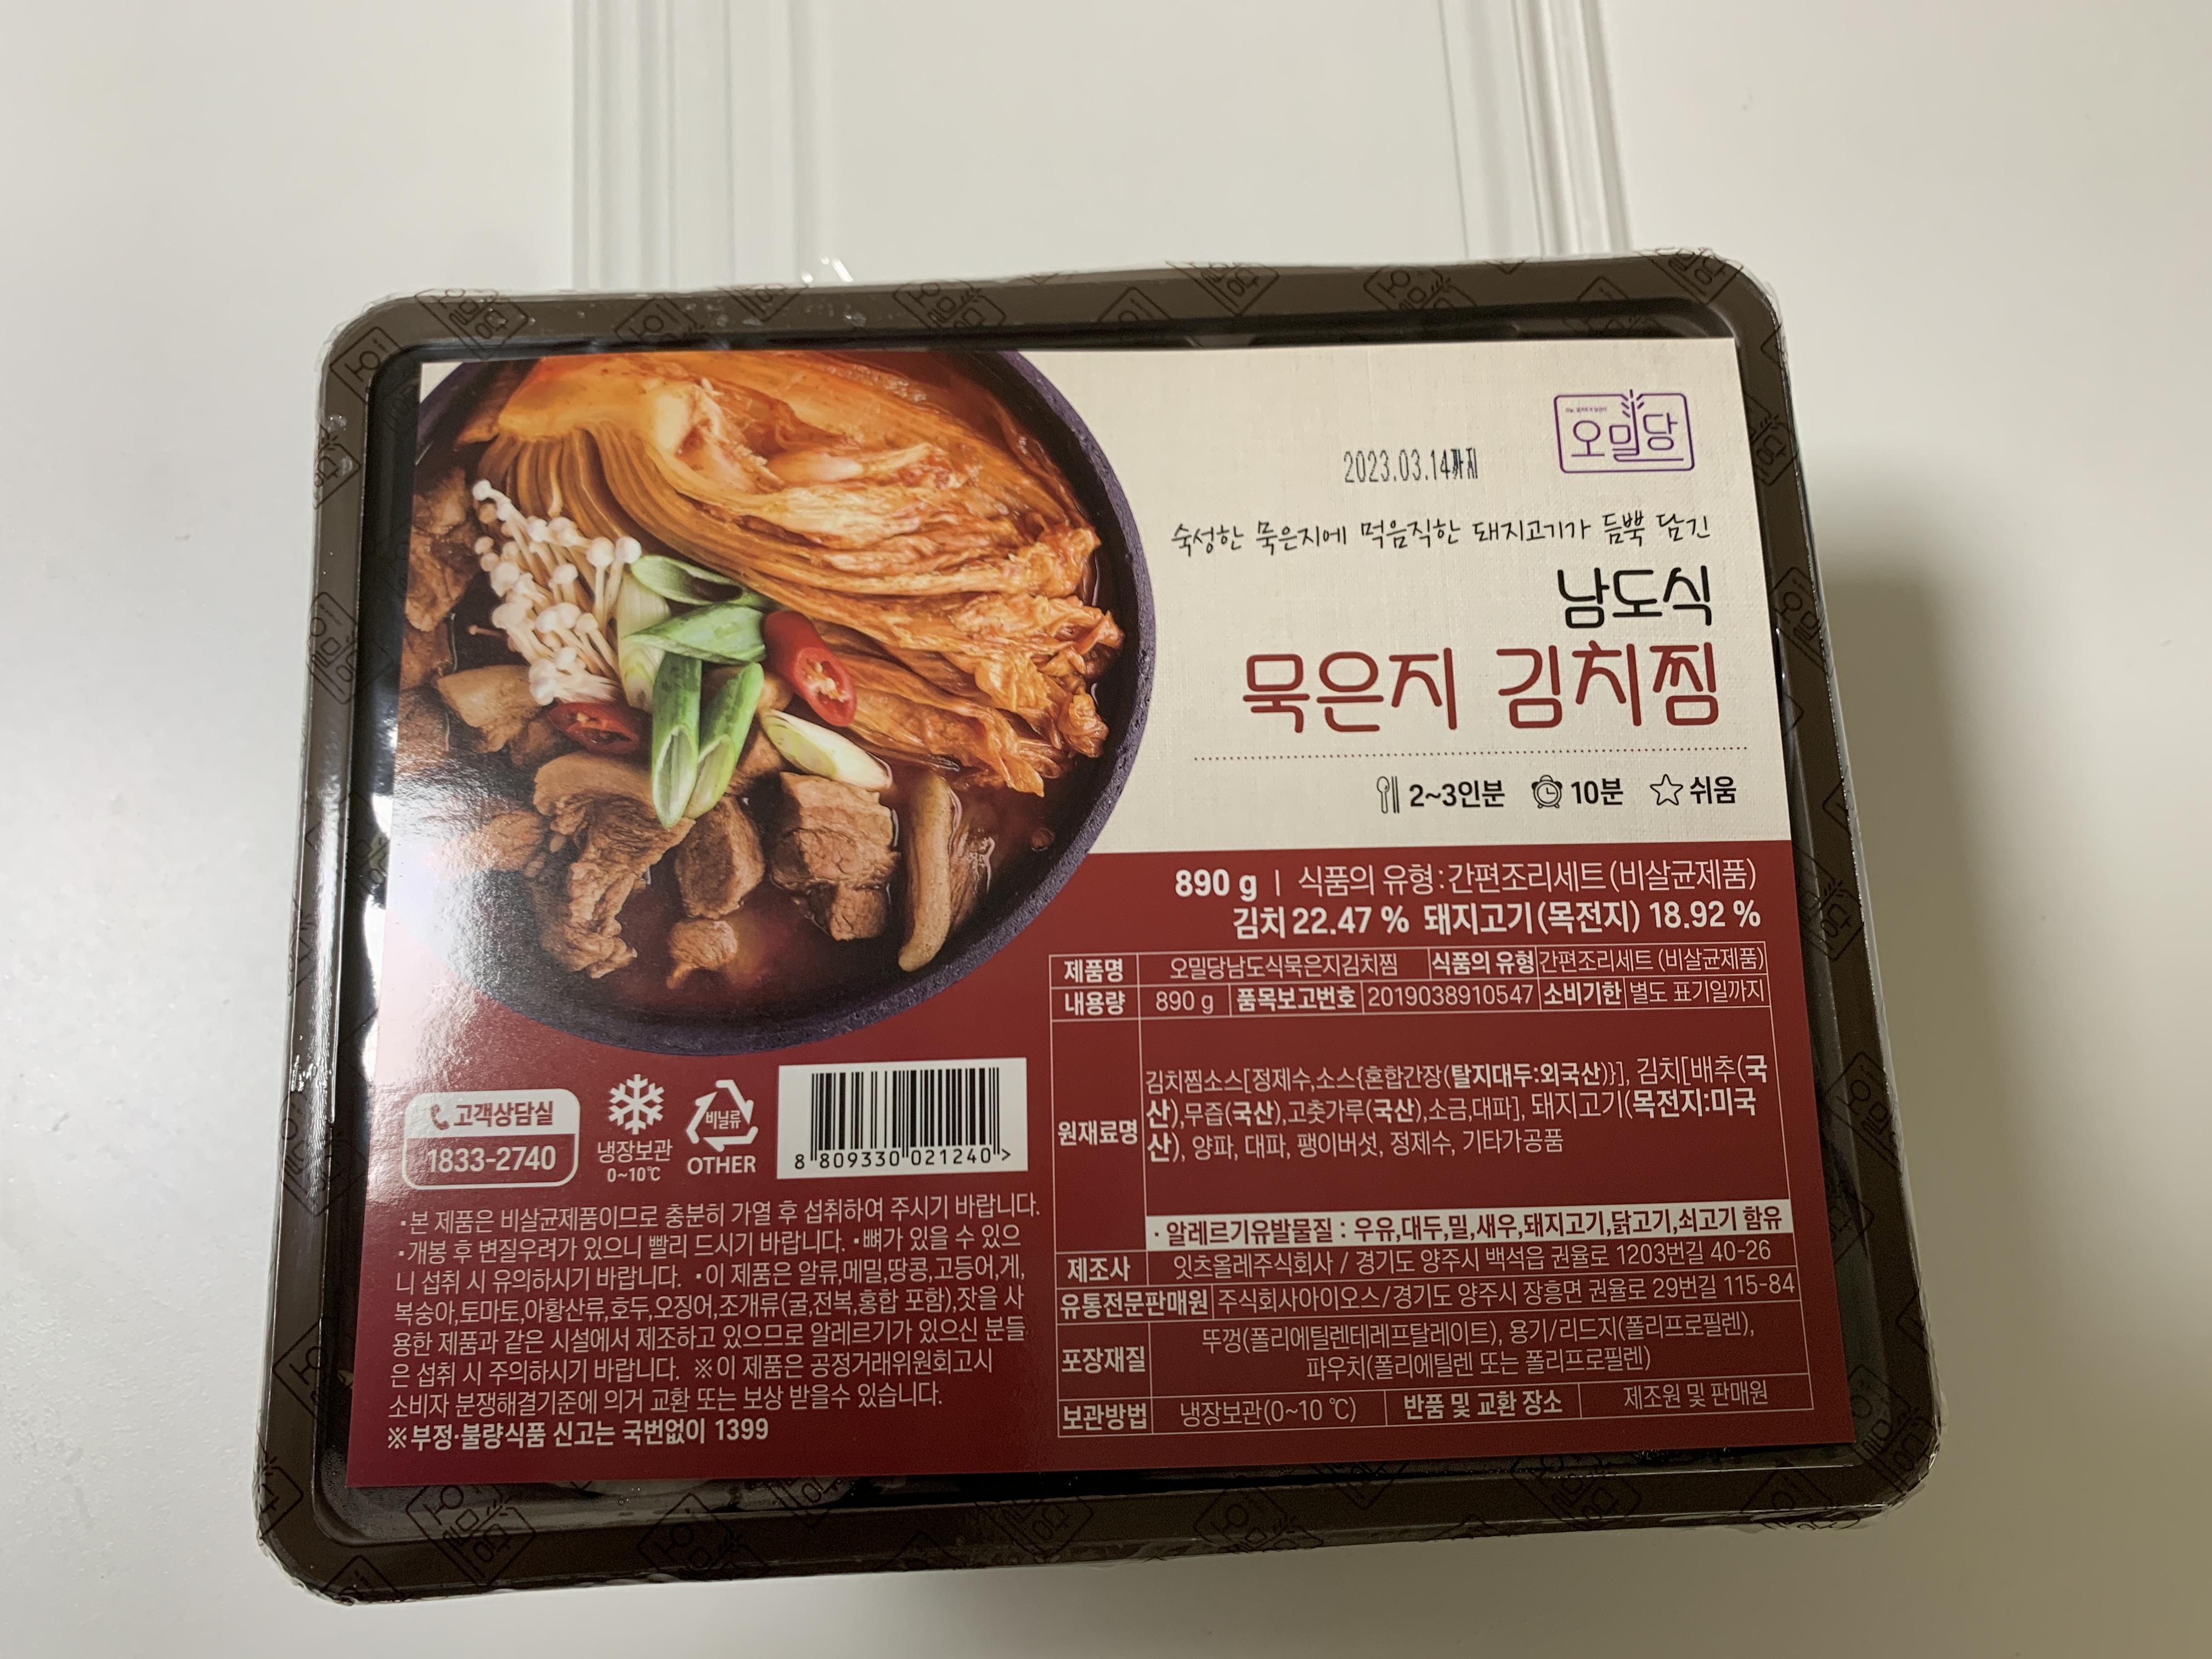 오밀당
2023.03.14까지
숙성한 묵은지에 먹음직한 돼지고기가 듬뿍 담긴
남도식
묵은지 김치찜
2~3인분 10분 쉬움
890 g | 식품의 유형:간편조리세트(비살균제품)
김치 22.47 % 돼지고기(목전지) 18.92 %
제품명 오밀당남도식묵은지김치찜 식품의 유형 간편조리세트 (비살균제품)
내용량 890 g 품목보고번호 2019038910547 소비기한 별도 표기일까지
원재료명
김치찜소스[정제수,소스{혼합간장(탈지대두:외국산)}], 김치[배추(국
산),무즙(국산),고춧가루(국산),소금,대파], 돼지고기(목전지:미국
산), 양파, 대파, 팽이버섯, 정제수, 기타가공품
· 알레르기유발물질 : 우유,대두,밀,새우,돼지고기,닭고기,쇠고기 함유
제조사 잇츠올레주식회사 / 경기도 양주시 백석읍 권율로 1203번길 40-26
유통전문판매원 주식회사아이오스/경기도 양주시 장흥면 권율로 29번길 115-84
포장재질 뚜껑(폴리에틸렌테레프탈레이트), 용기/리드지(폴리프로필렌),
파우치(폴리에틸렌 또는 폴리프로필렌)
보관방법 냉장보관(0~10 ℃) 반품 및 교환 장소 제조원 및 판매원
고객상담실
1833-2740
냉장보관
0~10℃
비닐류
OTHER
8 809330 021240 >
·본 제품은 비살균제품이므로 충분히 가열 후 섭취하여 주시기 바랍니다.
·개봉 후 변질우려가 있으니 빨리 드시기 바랍니다. ·뼈가 있을 수 있으
니 섭취 시 유의하시기 바랍니다. ·이 제품은 알류,메밀,땅콩,고등어,게,
복숭아,토마토,아황산류,호두,오징어,조개류(굴,전복,홍합 포함),잣을 사
용한 제품과 같은 시설에서 제조하고 있으므로 알레르기가 있으신 분들
은 섭취 시 주의하시기 바랍니다. ※이 제품은 공정거래위원회고시
소비자 분쟁해결기준에 의거 교환 또는 보상 받을수 있습니다.
※부정·불량식품 신고는 국번없이 1399